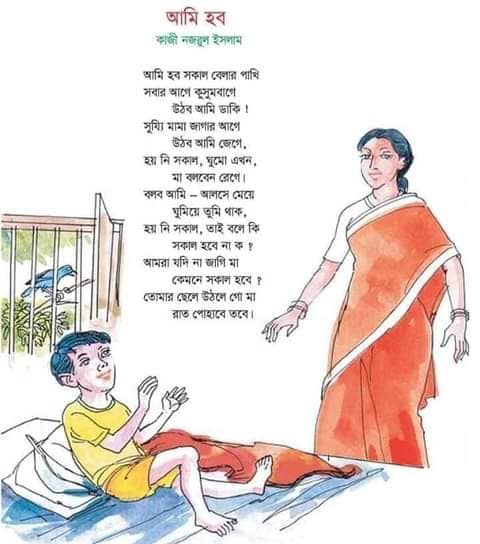 আমি হব
কাজী নজরুল ইসলাম
আমি হব সকাল বেলার পাখি
সবার আগে কুসুমবাগে
উঠব আমি ডাকি !
সুয্যি মামা জাগার আগে
উঠব আমি জেগে,
হয় নি সকাল, ঘুমো এখন,
মা বলবেন রেগে।
বলব আমি – আলসে মেয়ে
ঘুমিয়ে তুমি থাক,
হয় নি সকাল, তাই বলে কি
সকাল হবে না ক ?
আমরা যদি না জাগি মা
কেমনে সকাল হবে ?
তোমার ছেলে উঠলে গো মা
রাত পোহাবে তবে।